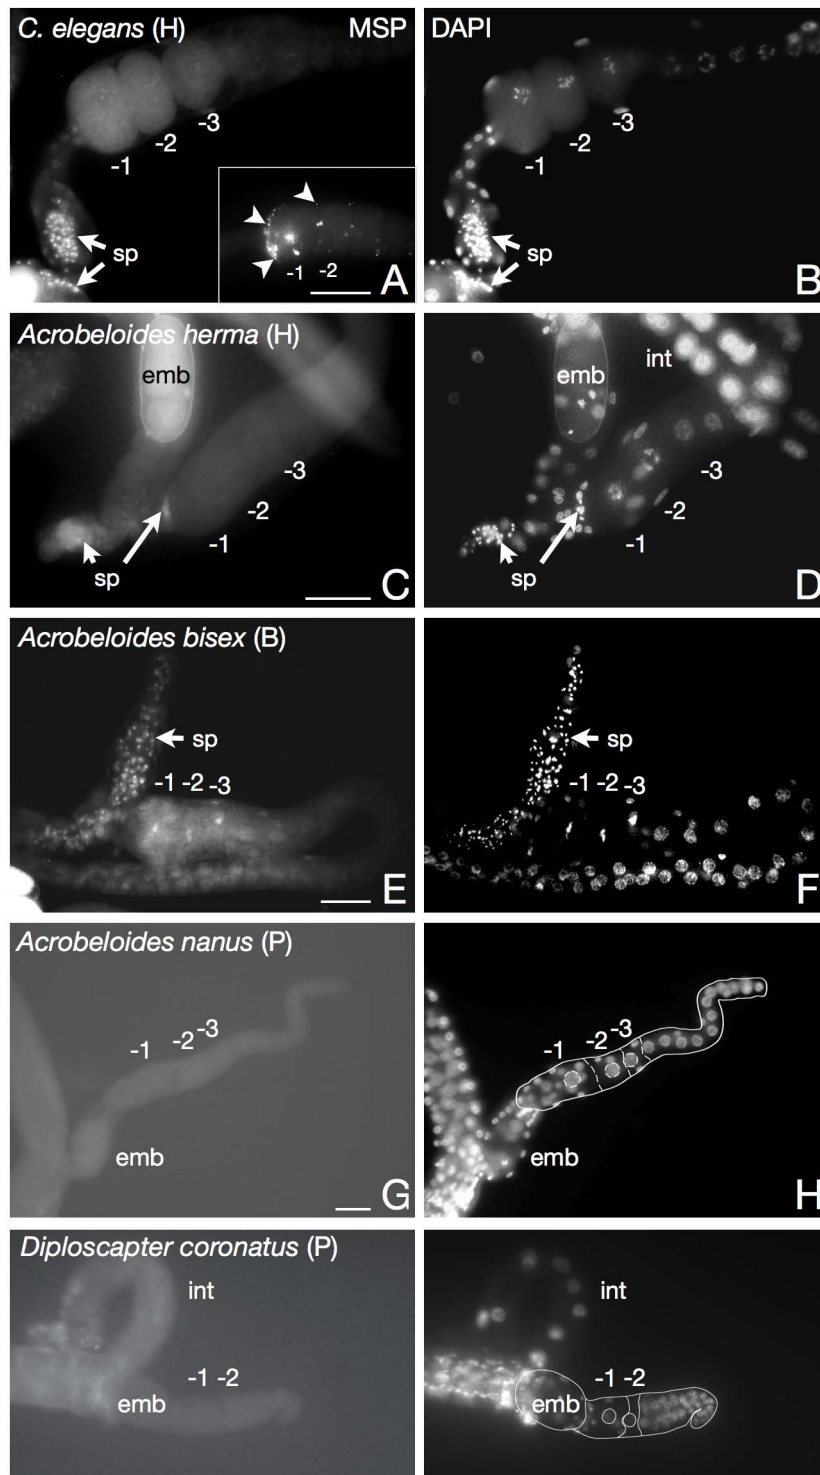 C. elegans (H) MSP
DAPI
-3
-2
-1
sp
-1 -2
A
-3
-2
-1
sp
B
Acrobeloides herma (H)
emb
-3
-2
-1
sp
C
emb
int
-3
-2
-1
sp
D
Acrobeloides bisex (B)
sp
-1 -2 -3
E
sp
-1 -2 -3
F
Acrobeloides nanus (P)
-1 -2 -3
emb
G
-1 -2 -3
emb
H
Diploscapter coronatus (P)
int
-1 -2
emb
int
-1 -2
emb